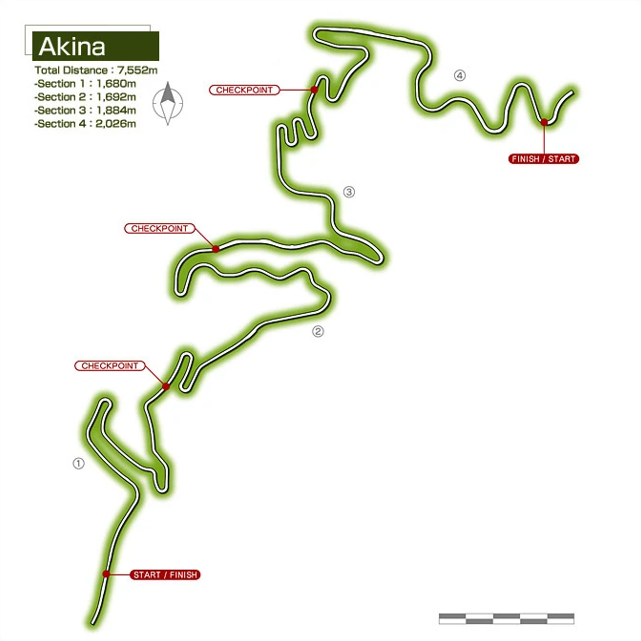 Akina
Total Distance : 7,552m
-Section 1 : 1,680m
-Section 2 : 1,692m
-Section 3 : 1,884m
-Section 4 : 2,026m
CHECKPOINT
④
FINISH / START
③
CHECKPOINT
②
CHECKPOINT
①
START / FINISH